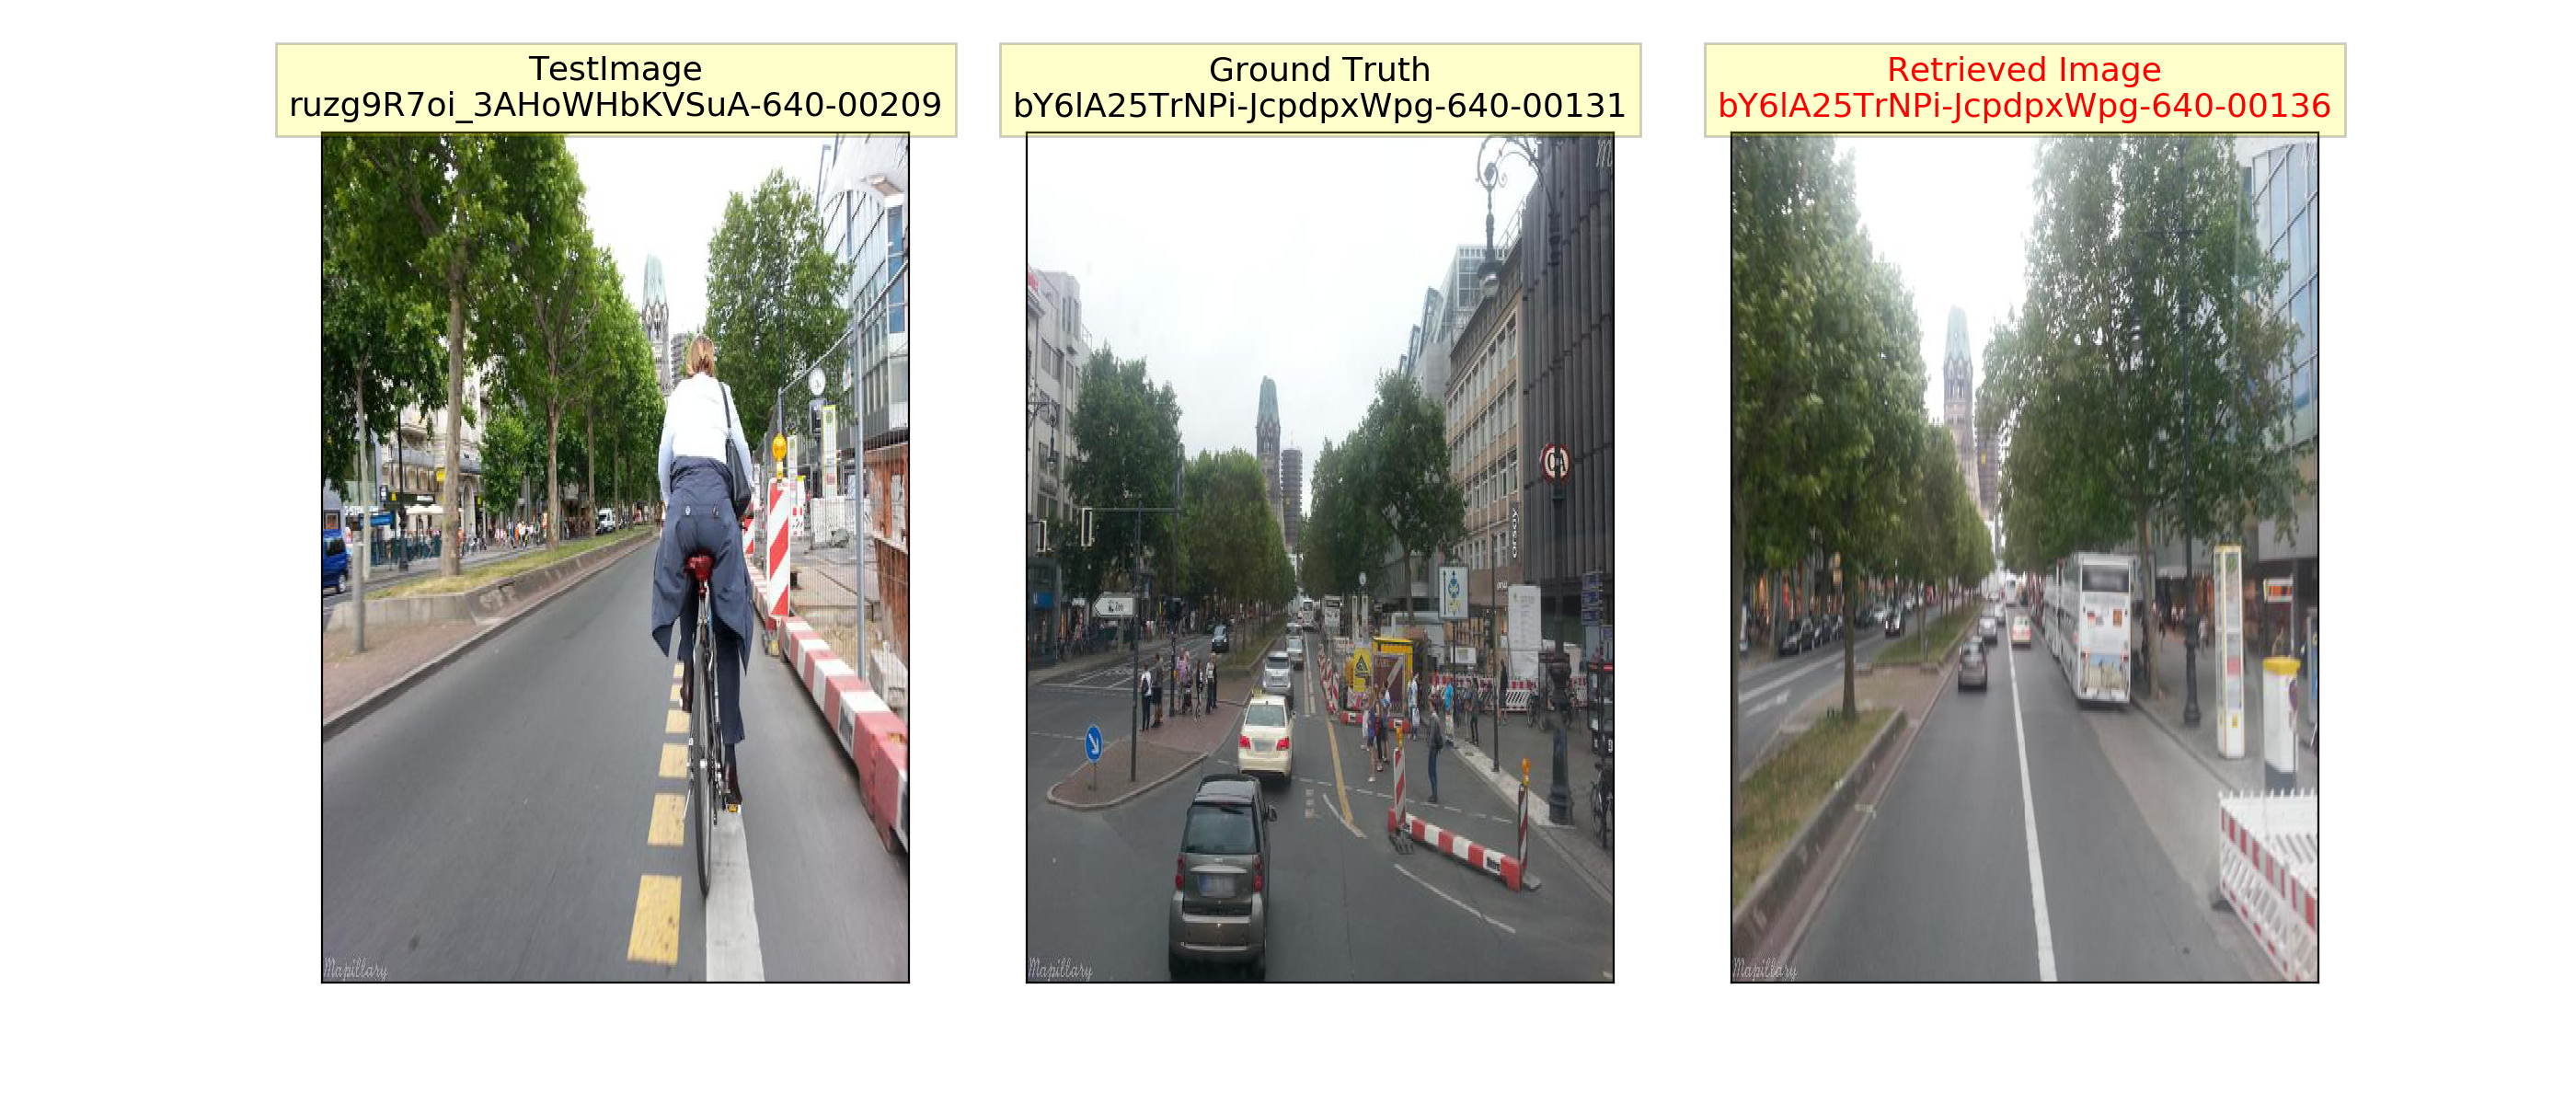 TestImage
ruzg9R7oi_3AHoWHbKVSuA-640-00209
Ground Truth
bY6lA25TrNPi-JcpdpxWpg-640-00131
Retrieved Image
bY6lA25TrNPi-JcpdpxWpg-640-00136
C&A
Zoo
Mapillary
Mapillary
Mapillary